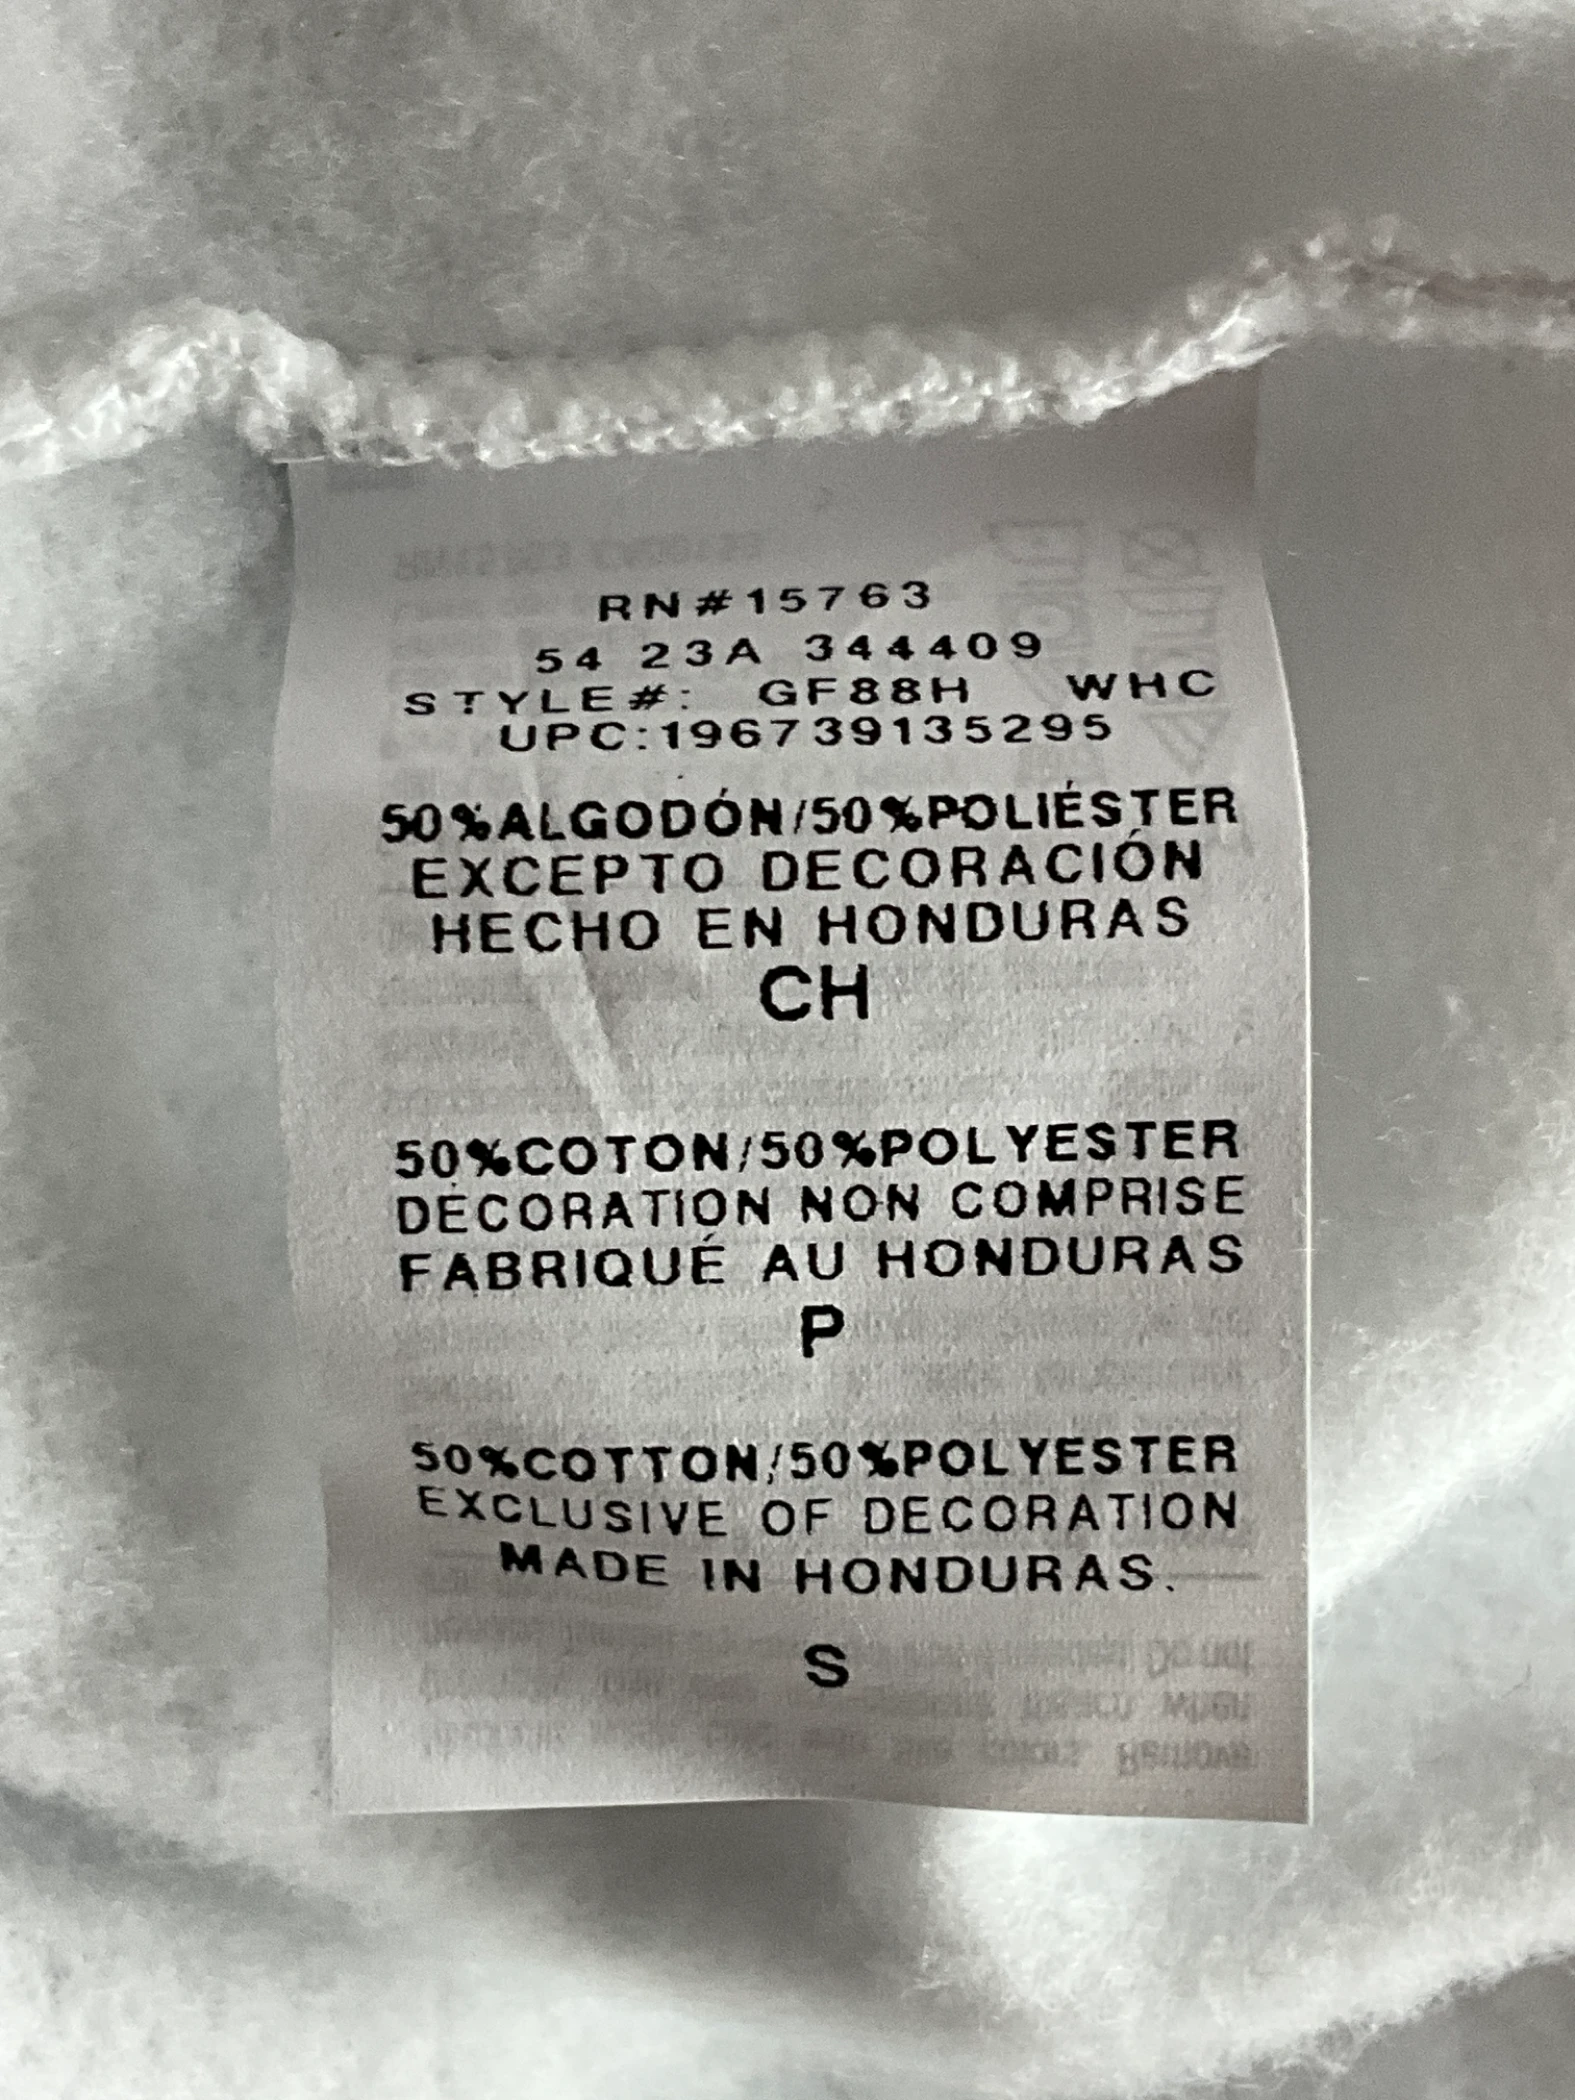 RN#15763
54 23A 344409
STYLE#: GF88H WHC
UPC:196739135295
50%ALGODÓN/50%POLIÉSTER
EXCEPTO DECORACIÓN
HECHO EN HONDURAS
CH
50%COTON/50%POLYESTER
DÉCORATION NON COMPRISE
FABRIQUÉ AU HONDURAS
P
50%COTTON/50%POLYESTER
EXCLUSIVE OF DECORATION
MADE IN HONDURAS.
S